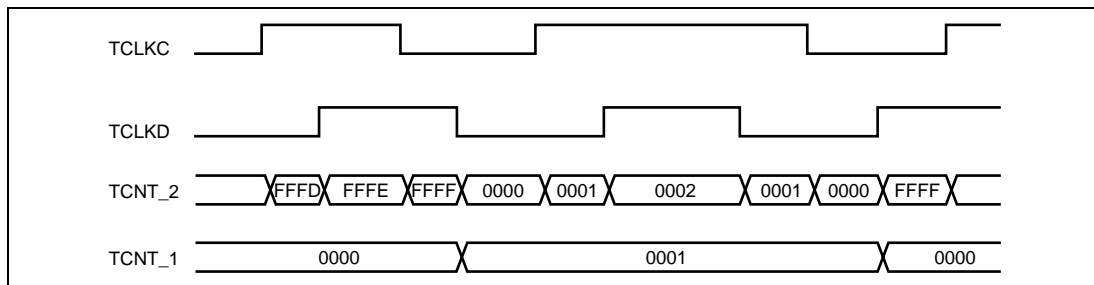 TCLKC
TCLKD
TCNT_2 FFFD FFFE FFFF 0000 0001 0002 0001 0000 FFFF
TCNT_1 0000 0001 0000